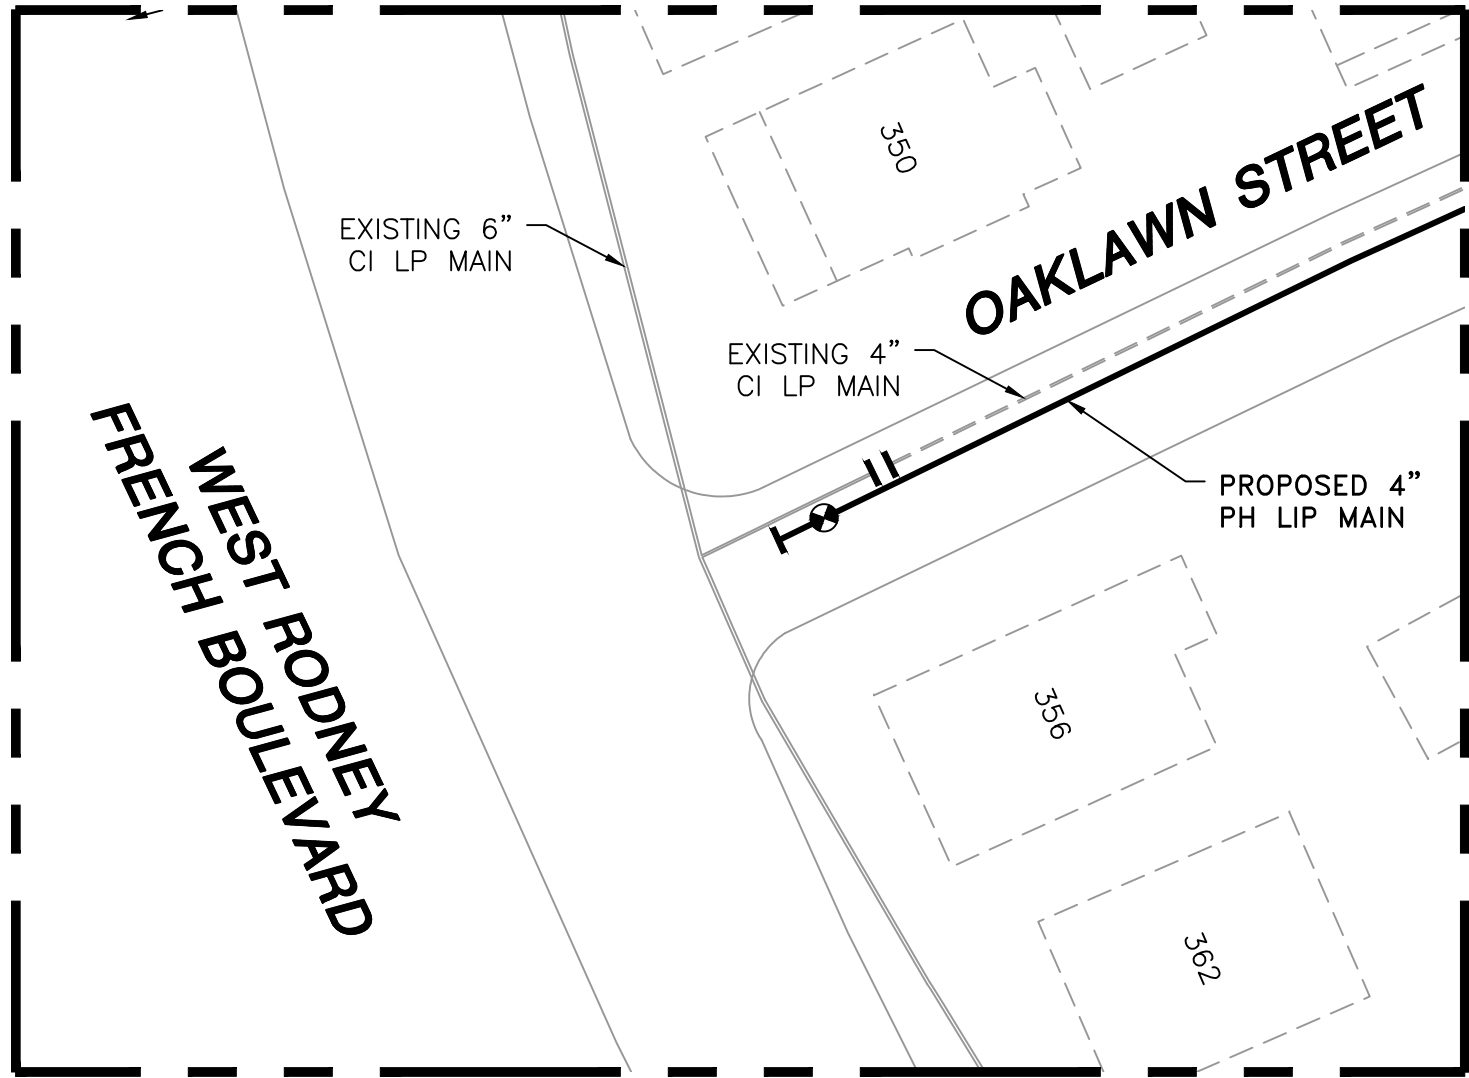 350
OAKLAWN STREET
EXISTING 6”
CI LP MAIN
EXISTING 4”
CI LP MAIN
WEST RODNEY
FRENCH BOULEVARD
PROPOSED 4”
PH LIP MAIN
356
362